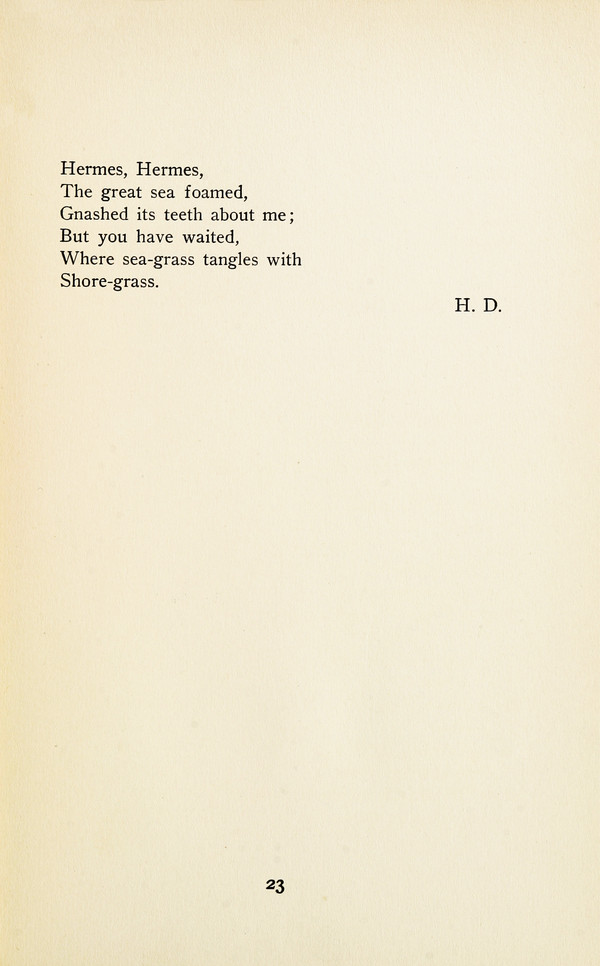 Hermes, Hermes,
The great sea foamed,
Gnashed its teeth about me;
But you have waited,
Where sea-grass tangles with
Shore-grass.
H. D.
23